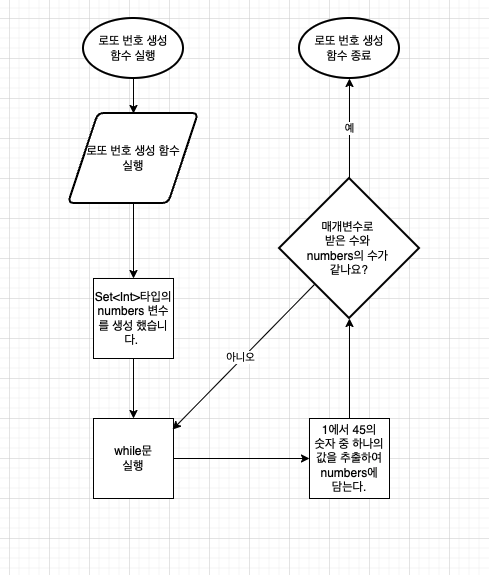 로또 번호 생성
함수 실행
로또 번호 생성 함수
실행
Set<Int>타입의
numbers 변수
를 생성 했습니
다.
while문
실행
1에서 45의
숫자 중 하나의
값을 추출하여
numbers에
담는다.
매개변수로
받은 수와
numbers의 수가
같나요?
아니오
예
로또 번호 생성
함수 종료